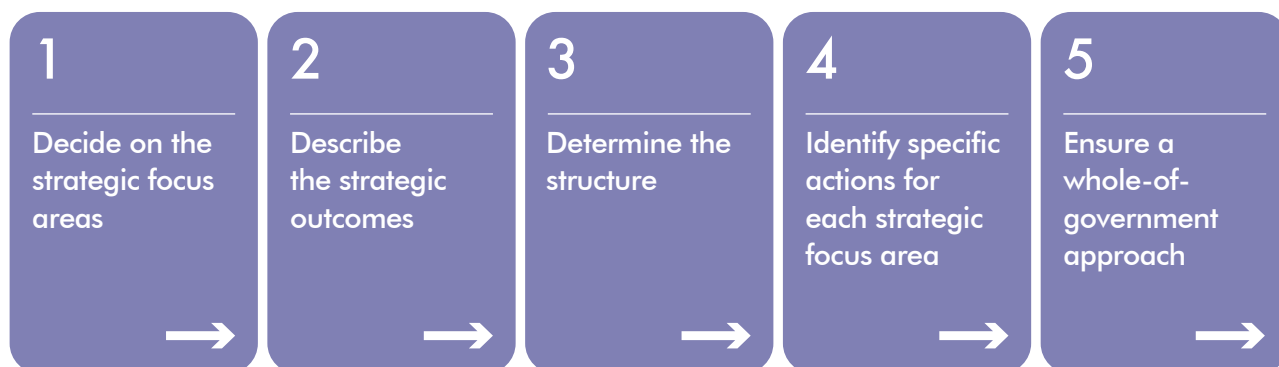 1
Decide on the
strategic focus
areas
2
Describe
the strategic
outcomes
3
Determine the
structure
4
Identify specific
actions for
each strategic
focus area
5
Ensure a
whole-of-
government
approach